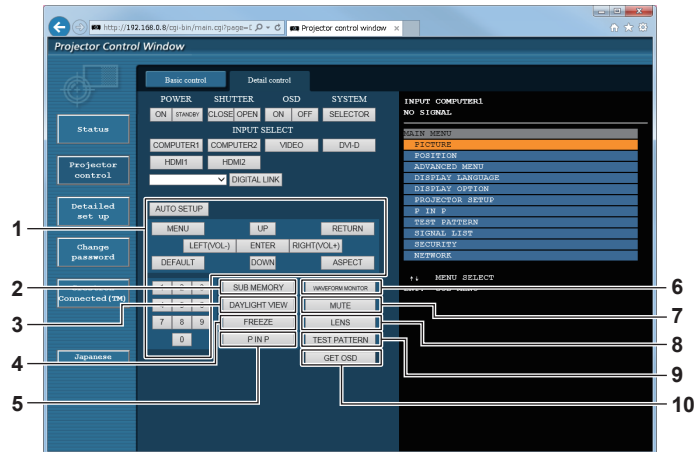 http://192.168.0.8/cgi-bin/main.cgi?page=
Projector control window
Projector Control Window
Basic control
Detail control
POWER SHUTTER OSD SYSTEM
ON STANDBY CLOSE OPEN ON OFF SELECTOR
INPUT SELECT
COMPUTER1 COMPUTER2 VIDEO DVI-D
HDMI1 HDMI2
DIGITAL LINK
AUTO SETUP
MENU UP RETURN
LEFT(VOL-) ENTER RIGHT(VOL+)
DEFAULT DOWN ASPECT
SUB MEMORY WAVEFORM MONITOR
DAYLIGHT VIEW MUTE
7 8 9 FREEZE LENS
0 P IN P TEST PATTERN
GET OSD
Status
Projector
control
Detailed
set up
Change
password
Connected(TM)
Japanese
INPUT COMPUTER1
NO SIGNAL
MAIN MENU
PICTURE
POSITION
ADVANCED MENU
DISPLAY LANGUAGE
DISPLAY OPTION
PROJECTOR SETUP
P IN P
TEST PATTERN
SIGNAL LIST
SECURITY
NETWORK
↑↓ MENU SELECT
1
2
3
4
5
6
7
8
9
10